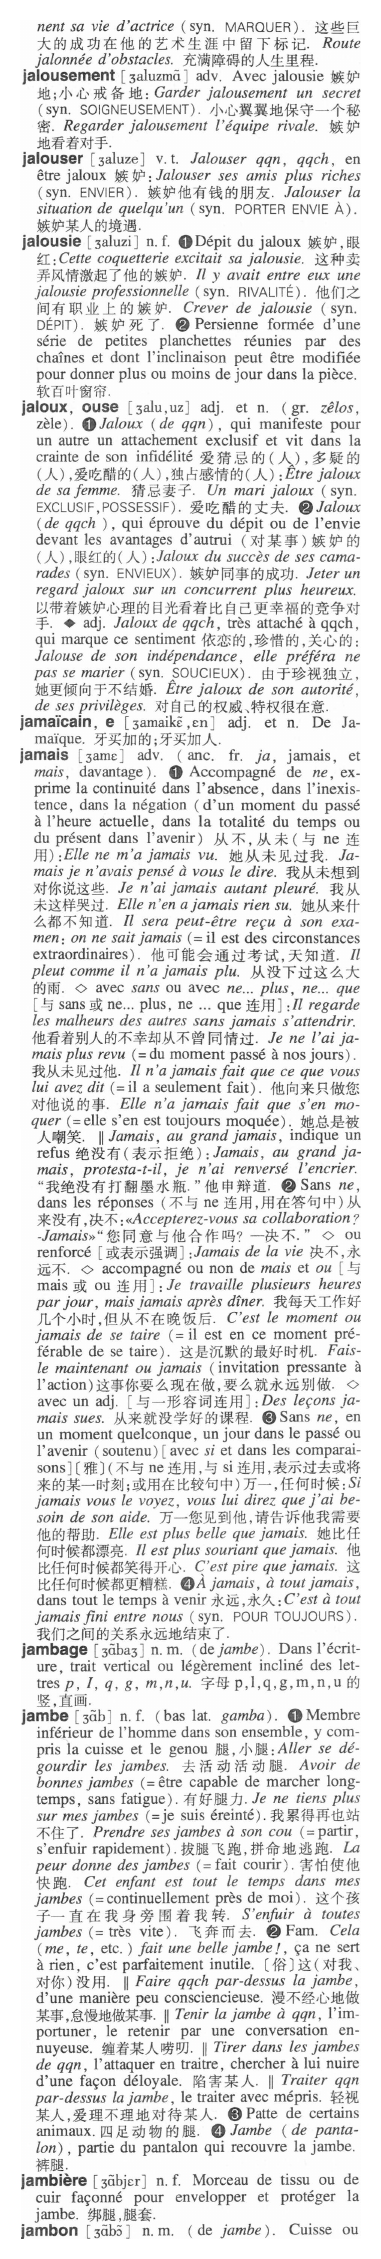 nent sa vie d'actrice (syn. MARQUER). 这些巨
大的成功在他的艺术生涯中留下标记. Route
jalonnée d'obstacles. 充满障碍的人生里程.
jalousement [ʒaluzmɑ̃] adv. Avec jalousie 嫉妒
地;小心戒备地: Garder jalousement un secret
(syn. SOIGNEUSEMENT). 小心翼翼地保守一个秘
密. Regarder jalousement l'équipe rivale. 嫉妒
地看着对手.
jalouser [ʒaluze] v. t. Jalouser qqn, qqch, en
être jaloux 嫉妒: Jalouser ses amis plus riches
(syn. ENVIER). 嫉妒他有钱的朋友. Jalouser la
situation de quelqu'un (syn. PORTER ENVIE À).
嫉妒某人的境遇.
jalousie [ʒaluzi] n. f. ❶Dépit du jaloux 嫉妒,眼
红: Cette coquetterie excitait sa jalousie. 这种卖
弄风情激起了他的嫉妒. Il y avait entre eux une
jalousie professionnelle (syn. RIVALITÉ). 他们之
间有职业上的嫉妒. Crever de jalousie (syn.
DÉPIT). 嫉妒死了. ❷ Persienne formée d'une
série de petites planchettes réunies par des
chaînes et dont l'inclinaison peut être modifiée
pour donner plus ou moins de jour dans la pièce.
软百叶窗帘.
jaloux, ouse [ʒalu,uz] adj. et n. (gr. zêlos,
zèle). ❶Jaloux (de qqn), qui manifeste pour
un autre un attachement exclusif et vit dans la
crainte de son infidélité 爱猜忌的(人),多疑的
(人),爱吃醋的(人),独占感情的(人): Être jaloux
de sa femme. 猜忌妻子. Un mari jaloux (syn.
EXCLUSIF,POSSESSIF). 爱吃醋的丈夫. ❷Jaloux
(de qqch), qui éprouve du dépit ou de l'envie
devant les avantages d'autrui (对某事)嫉妒的
(人),眼红的(人): Jaloux du succès de ses cama-
rades (syn. ENVIEUX). 嫉妒同事的成功. Jeter un
regard jaloux sur un concurrent plus heureux.
以带着嫉妒心理的目光看着比自己更幸福的竞争对
手. ◆ adj. Jaloux de qqch, très attaché à qqch,
qui marque ce sentiment 依恋的,珍惜的,关心的:
Jalouse de son indépendance, elle préféra ne
pas se marier (syn. SOUCIEUX). 由于珍视独立,
她更倾向于不结婚. Être jaloux de son autorité,
de ses privilèges. 对自己的权威、特权很在意.
jamaïcain, e [ʒamaikɛ̃,ɛn] adj. et n. De Ja-
maïque. 牙买加的;牙买加人.
jamais [ʒamɛ] adv. (anc. fr. ja, jamais, et
mais, davantage). ❶ Accompagné de ne, ex-
prime la continuité dans l'absence, dans l'inexis-
tence, dans la négation (d'un moment du passé
à l'heure actuelle, dans la totalité du temps ou
du présent dans l'avenir) 从不,从未(与 ne 连
用): Elle ne m'a jamais vu. 她从未见过我. Ja-
mais je n'avais pensé à vous le dire. 我从未想到
对你说这些. Je n'ai jamais autant pleuré. 我从
未这样哭过. Elle n'en a jamais rien su. 她从来什
么都不知道. Il sera peut-être reçu à son exa-
men: on ne sait jamais (=il est des circonstances
extraordinaires). 他可能会通过考试,天知道. Il
pleut comme il n'a jamais plu. 从没下过这么大
的雨. ◇ avec sans ou avec ne... plus, ne... que
[与 sans 或 ne... plus, ne ... que 连用]: Il regarde
les malheurs des autres sans jamais s'attendrir.
他看着别人的不幸却从不曾同情过. Je ne l'ai ja-
mais plus revu (=du moment passé à nos jours).
我从未见过他. Il n'a jamais fait que ce que vous
lui avez dit (=il a seulement fait). 他向来只做您
对他说的事. Elle n'a jamais fait que s'en mo-
quer (=elle s'en est toujours moquée). 她总是被
人嘲笑. ‖ Jamais, au grand jamais, indique un
refus 绝没有(表示拒绝): Jamais, au grand ja-
mais, protesta-t-il, je n'ai renversé l'encrier.
“我绝没有打翻墨水瓶.”他申辩道. ❷ Sans ne,
dans les réponses (不与 ne 连用,用在答句中)从
来没有,决不:«Accepterez-vous sa collaboration?
-Jamais»“您同意与他合作吗? —决不.” ◇ ou
renforcé [或表示强调]: Jamais de la vie 决不,永
远不. ◇ accompagné ou non de mais et ou [与
mais 或 ou 连用]: Je travaille plusieurs heures
par jour, mais jamais après dîner. 我每天工作好
几个小时,但从不在晚饭后. C'est le moment ou
jamais de se taire (=il est en ce moment pré-
férable de se taire). 这是沉默的最好时机. Fais-
le maintenant ou jamais (invitation pressante à
l'action)这事你要么现在做,要么就永远别做. ◇
avec un adj. [与一形容词连用]: Des leçons ja-
mais sues. 从来就没学好的课程. ❸Sans ne, en
un moment quelconque, un jour dans le passé ou
l'avenir (soutenu)[avec si et dans les comparai-
sons]〔雅〕(不与 ne 连用,与 si 连用,表示过去或将
来的某一时刻;或用在比较句中)万一,任何时候: Si
jamais vous le voyez, vous lui direz que j'ai be-
soin de son aide. 万一您见到他,请告诉他我需要
他的帮助. Elle est plus belle que jamais. 她比任
何时候都漂亮. Il est plus souriant que jamais. 他
比任何时候都笑得开心. C'est pire que jamais. 这
比任何时候都更糟糕. ❹À jamais, à tout jamais,
dans tout le temps à venir 永远,永久: C'est à tout
jamais fini entre nous (syn. POUR TOUJOURS).
我们之间的关系永远地结束了.
jambage [ʒɑ̃baʒ] n. m. (de jambe). Dans l'écrit-
ure, trait vertical ou légèrement incliné des let-
tres p, l, q, g, m,n,u. 字母 p,l,q,g,m,n,u 的
竖,直画.
jambe [ʒɑ̃b] n. f. (bas lat. gamba). ❶Membre
inférieur de l'homme dans son ensemble, y com-
pris la cuisse et le genou 腿,小腿: Aller se dé-
gourdir les jambes. 去活动活动腿. Avoir de
bonnes jambes (=être capable de marcher long-
temps, sans fatigue). 有好腿力. Je ne tiens plus
sur mes jambes (=je suis éreinté). 我累得再也站
不住了. Prendre ses jambes à son cou (=partir,
s'enfuir rapidement). 拔腿飞跑,拼命地逃跑. La
peur donne des jambes (=fait courir). 害怕使他
快跑. Cet enfant est tout le temps dans mes
jambes (=continuellement près de moi). 这个孩
子一直在我身旁围着我转. S'enfuir à toutes
jambes (= très vite). 飞奔而去. ❷ Fam. Cela
(me, te, etc.) fait une belle jambe!, ça ne sert
à rien, c'est parfaitement inutile. 〔俗〕这(对我、
对你)没用. ‖ Faire qqch par-dessus la jambe,
d'une manière peu consciencieuse. 漫不经心地做
某事,怠慢地做某事. ‖ Tenir la jambe à qqn, l'im-
portuner, le retenir par une conversation en-
nuyeuse. 缠着某人唠叨. ‖ Tirer dans les jambes
de qqn, l'attaquer en traitre, chercher à lui nuire
d'une façon déloyale. 陷害某人. ‖ Traiter qqn
par-dessus la jambe, le traiter avec mépris. 轻视
某人,爱理不理地对待某人. ❸ Patte de certains
animaux. 四足动物的腿. ❹ Jambe (de panta-
lon), partie du pantalon qui recouvre la jambe.
裤腿.
jambière [ʒɑ̃bjɛr] n. f. Morceau de tissu ou de
cuir façonné pour envelopper et protéger la
jambe. 绑腿,腿套.
jambon [ʒɑ̃bɔ̃] n. m. (de jambe). Cuisse ou